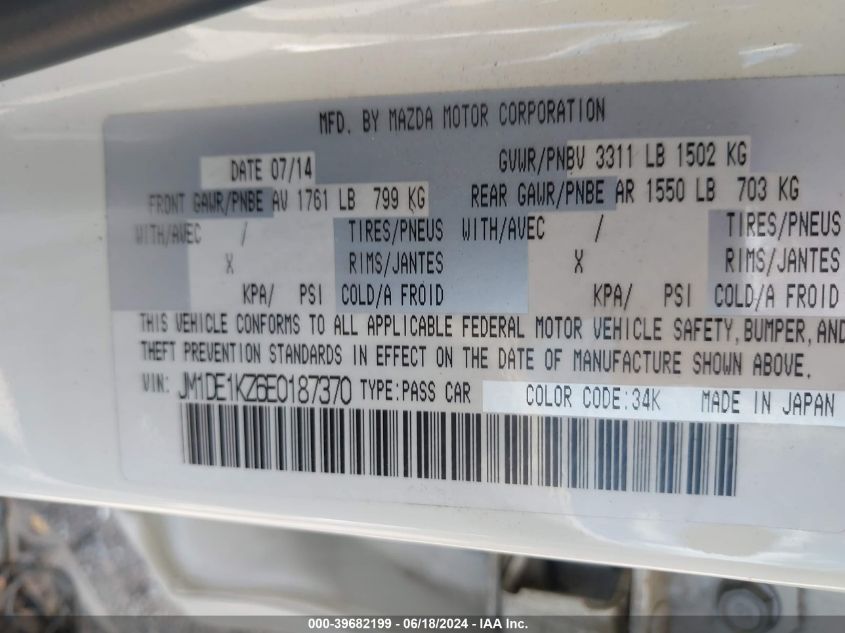 MFD. BY MAZDA MOTOR CORPORATION
DATE 07/14 GVWR/PNBV 3311 LB 1502 KG
FRONT GAWR/PNBE AV 1761 LB 799 KG REAR GAWR/PNBE AR 1550 LB 703 KG
WITH/AVEC / TIRES/PNEUS WITH/AVEC / TIRES/PNEUS
X RIMS/JANTES X RIMS/JANTES
KPA/ PSI COLD/A FROID KPA/ PSI COLD/A FROID
THIS VEHICLE CONFORMS TO ALL APPLICABLE FEDERAL MOTOR VEHICLE SAFETY, BUMPER, AND
THEFT PREVENTION STANDARDS IN EFFECT ON THE DATE OF MANUFACTURE SHOWN ABOVE.
VIN: JM1DE1KZ6E0187370 TYPE:PASS CAR COLOR CODE:34K MADE IN JAPAN
000-39682199 - 06/18/2024 - IAA Inc.